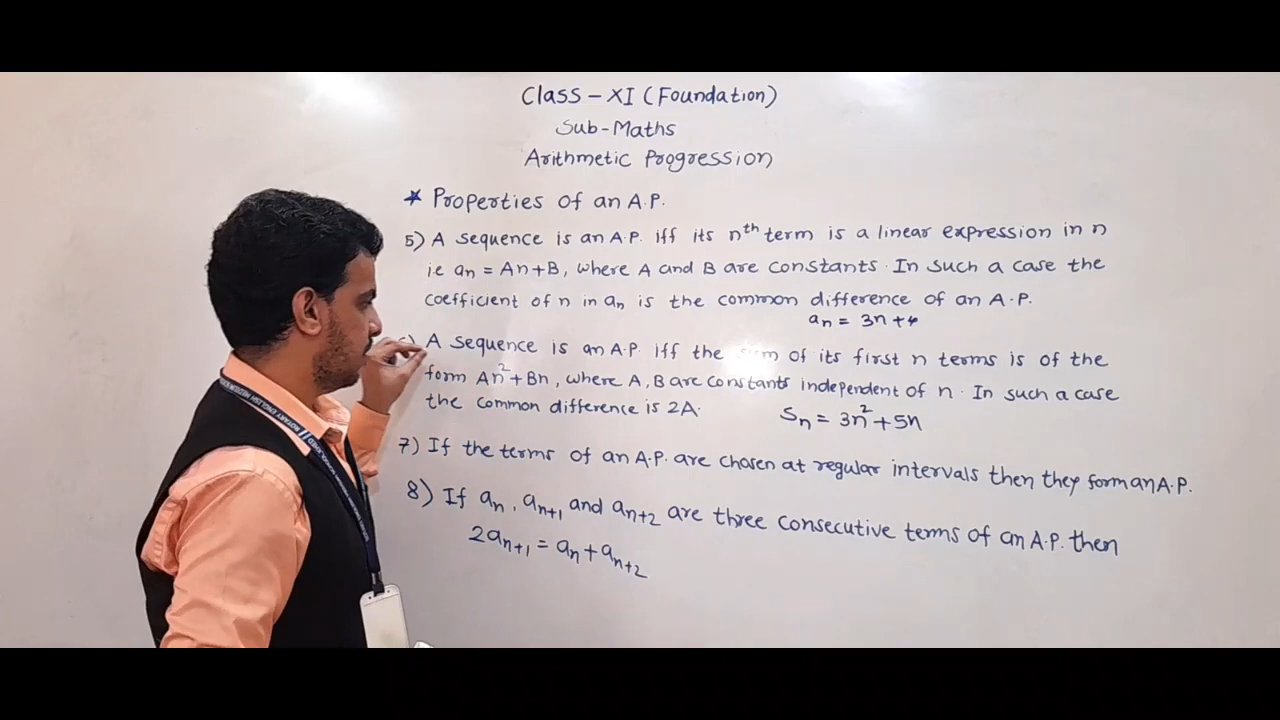 Class - XI (Foundation)
Sub-Maths
Arithmetic Progression
* Properties of an A.P.
5) A sequence is an A.P. iff its nᵗʰ term is a linear expression in n
i.e aₙ = An+B, where A and B are constants. In such a case the
coefficient of n in aₙ is the common difference of an A.P.
aₙ = 3n+4
A sequence is an A.P. iff the sum of its first n terms is of the
form An²+Bn, where A, B are constants independent of n. In such a case
the common difference is 2A.
Sₙ = 3n²+5n
7) If the terms of an A.P. are chosen at regular intervals then they form an A.P.
8) If aₙ, aₙ₊₁ and aₙ₊₂ are three consecutive terms of an A.P. then
2aₙ₊₁ = aₙ + aₙ₊₂